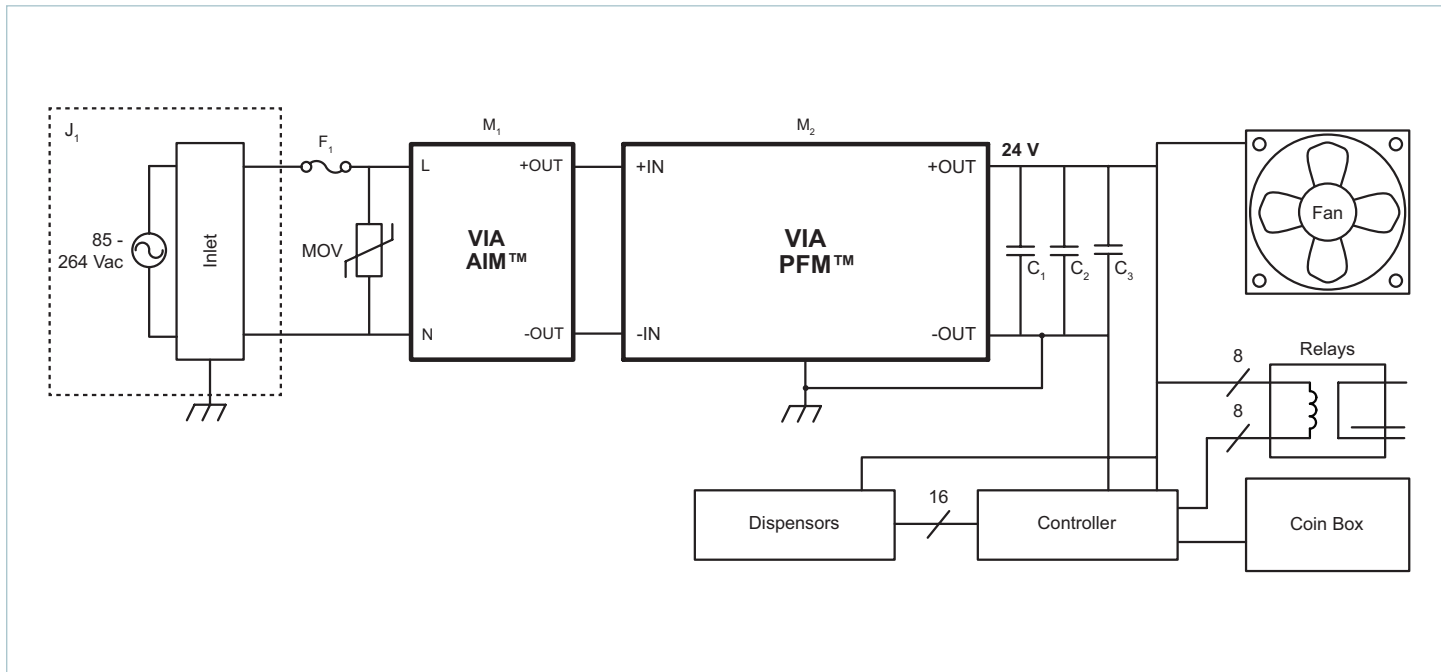 J1
85 -
264 Vac
Inlet
F1
MOV
M1
L
N
+OUT
-OUT
VIA
AIM™
M2
+IN
-IN
VIA
PFM™
+OUT
-OUT
24 V
C1
C2
C3
Fan
Relays
8
8
Dispensors
16
Controller
Coin Box